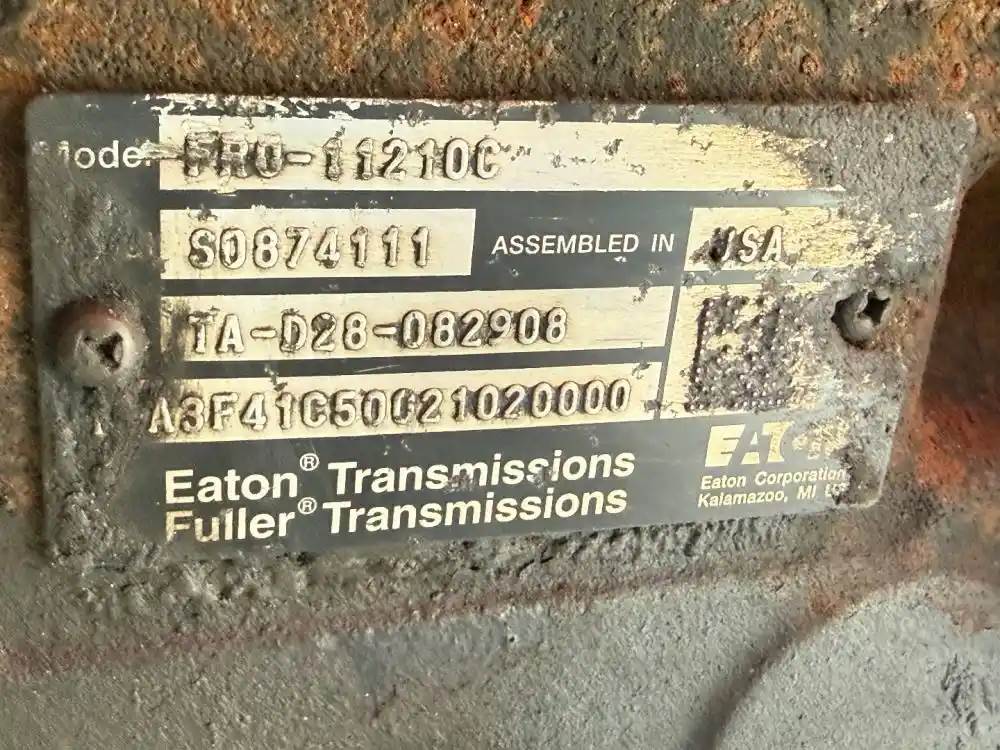 Model FRO-11210C
S0874111 ASSEMBLED IN USA
TA-D28-082908
A3F41C50C21020000
Eaton® Transmissions
Fuller® Transmissions
EATON
Eaton Corporation
Kalamazoo, MI